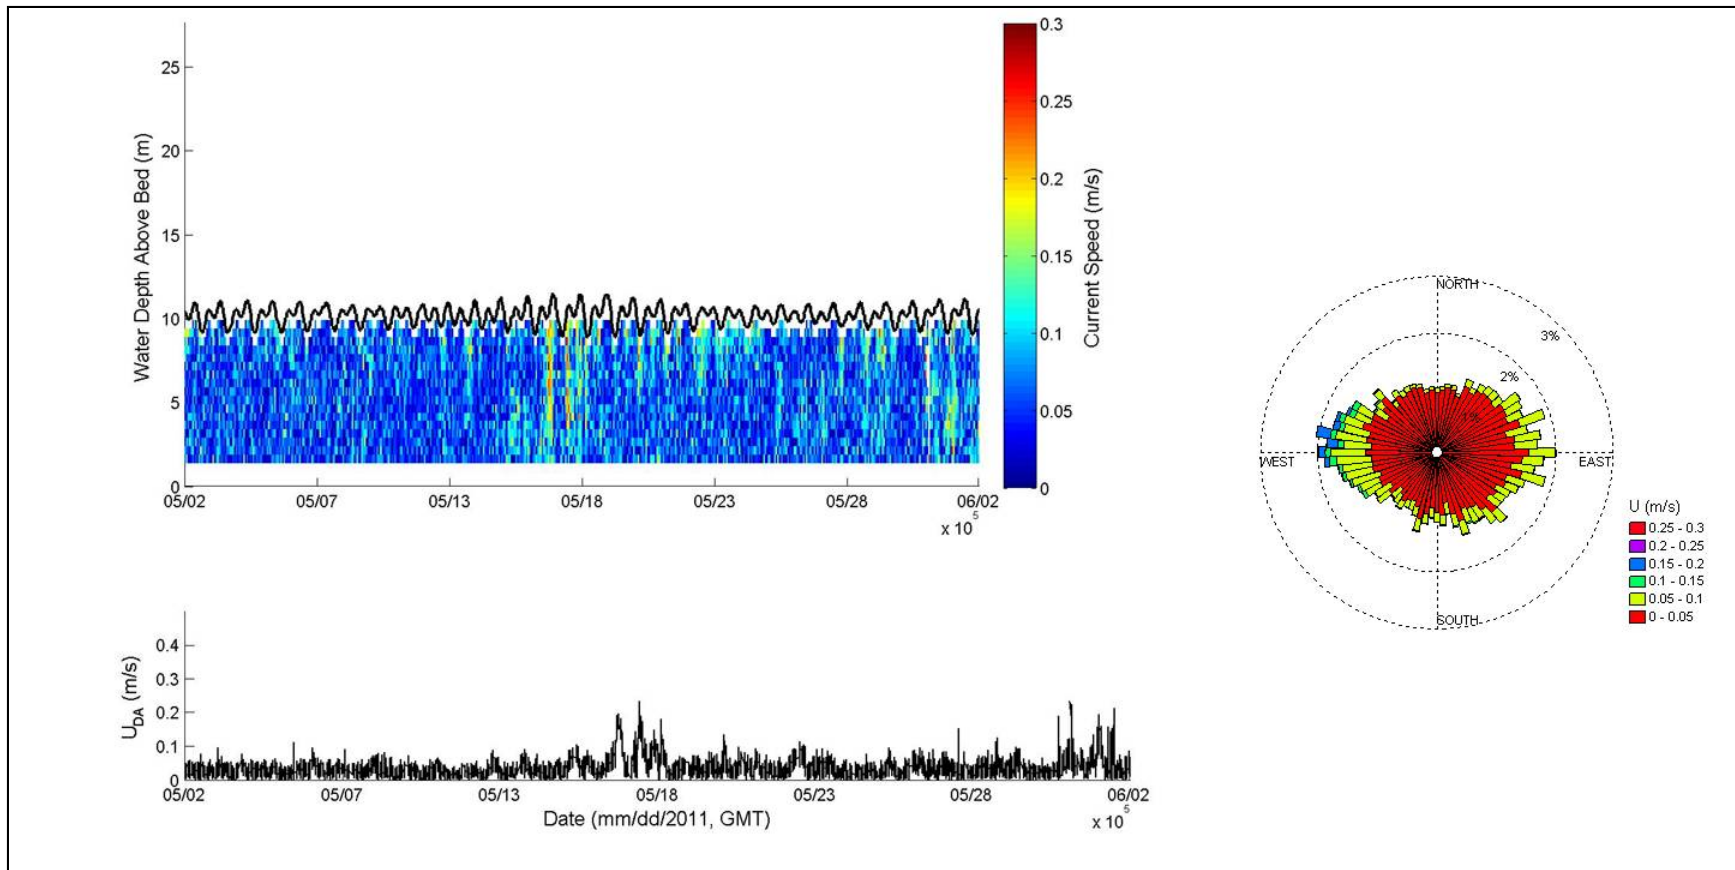 Water Depth Above Bed (m)
25
20
15
10
5
0
05/02 05/07 05/13 05/18 05/23 05/28 06/02
x 10^5
0.3
0.25
0.2
0.15
0.1
0.05
0
Current Speed (m/s)
U_DA (m/s)
0.4
0.3
0.2
0.1
0
05/02 05/07 05/13 05/18 05/23 05/28 06/02
Date (mm/dd/2011, GMT)
x 10^5
NORTH
3%
2%
1%
WEST EAST
SOUTH
U (m/s)
0.25 - 0.3
0.2 - 0.25
0.15 - 0.2
0.1 - 0.15
0.05 - 0.1
0 - 0.05